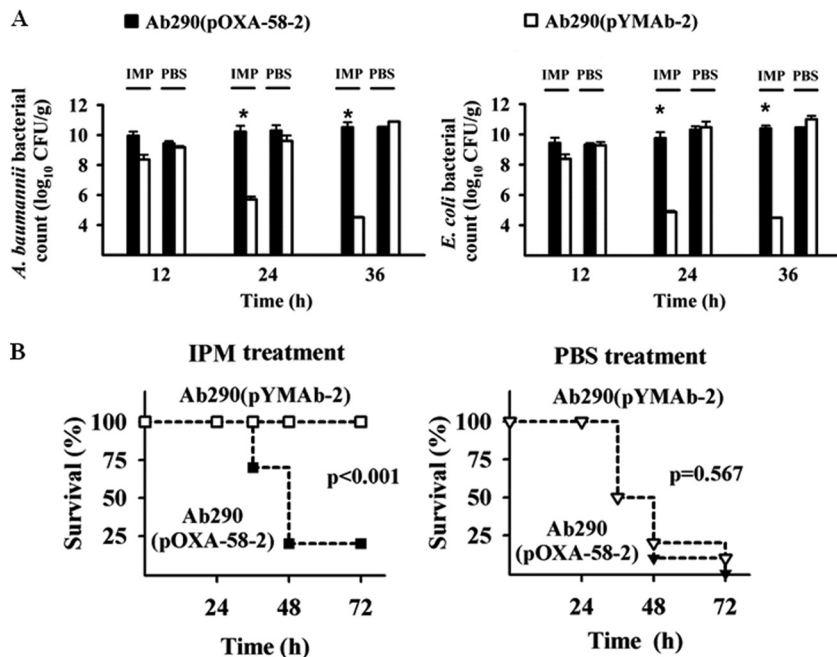 A
Ab290(pOXA-58-2)
Ab290(pYMAb-2)
IMP PBS IMP PBS IMP PBS
* *
12
10
8
6
4
A. baumannii bacterial
count (log10 CFU/g)
12 24 36
Time (h)
IMP PBS IMP PBS IMP PBS
* *
12
10
8
6
4
E. coli bacterial
count (log10 CFU/g)
12 24 36
Time (h)
B
IPM treatment
Ab290(pYMAb-2)
100
75
50
25
Survival (%)
p<0.001
Ab290
(pOXA-58-2)
24 48 72
Time (h)
PBS treatment
Ab290(pYMAb-2)
100
75
50
25
Survival (%)
p=0.567
Ab290
(pOXA-58-2)
24 48 72
Time (h)